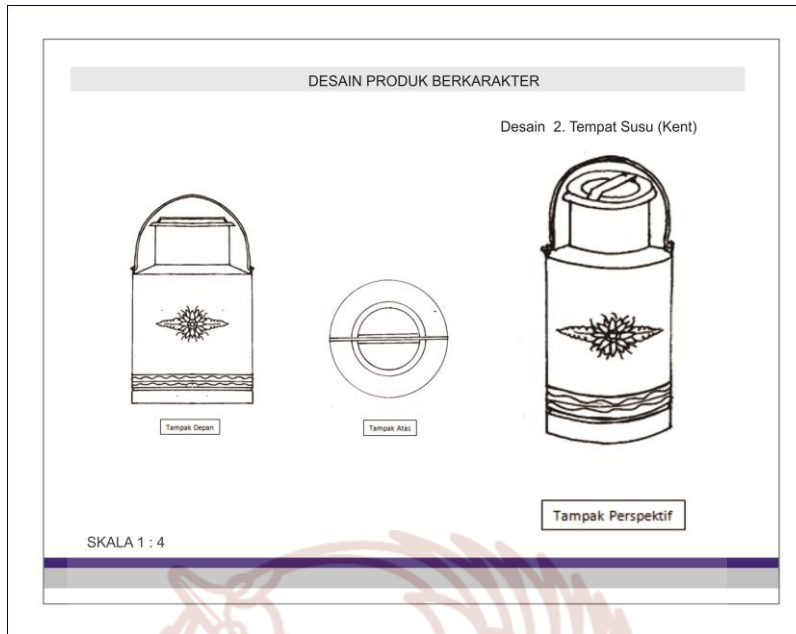 DESAIN PRODUK BERKARAKTER
Desain 2. Tempat Susu (Kent)
Tampak Depan
Tampak Atas
Tampak Perspektif
SKALA 1 : 4